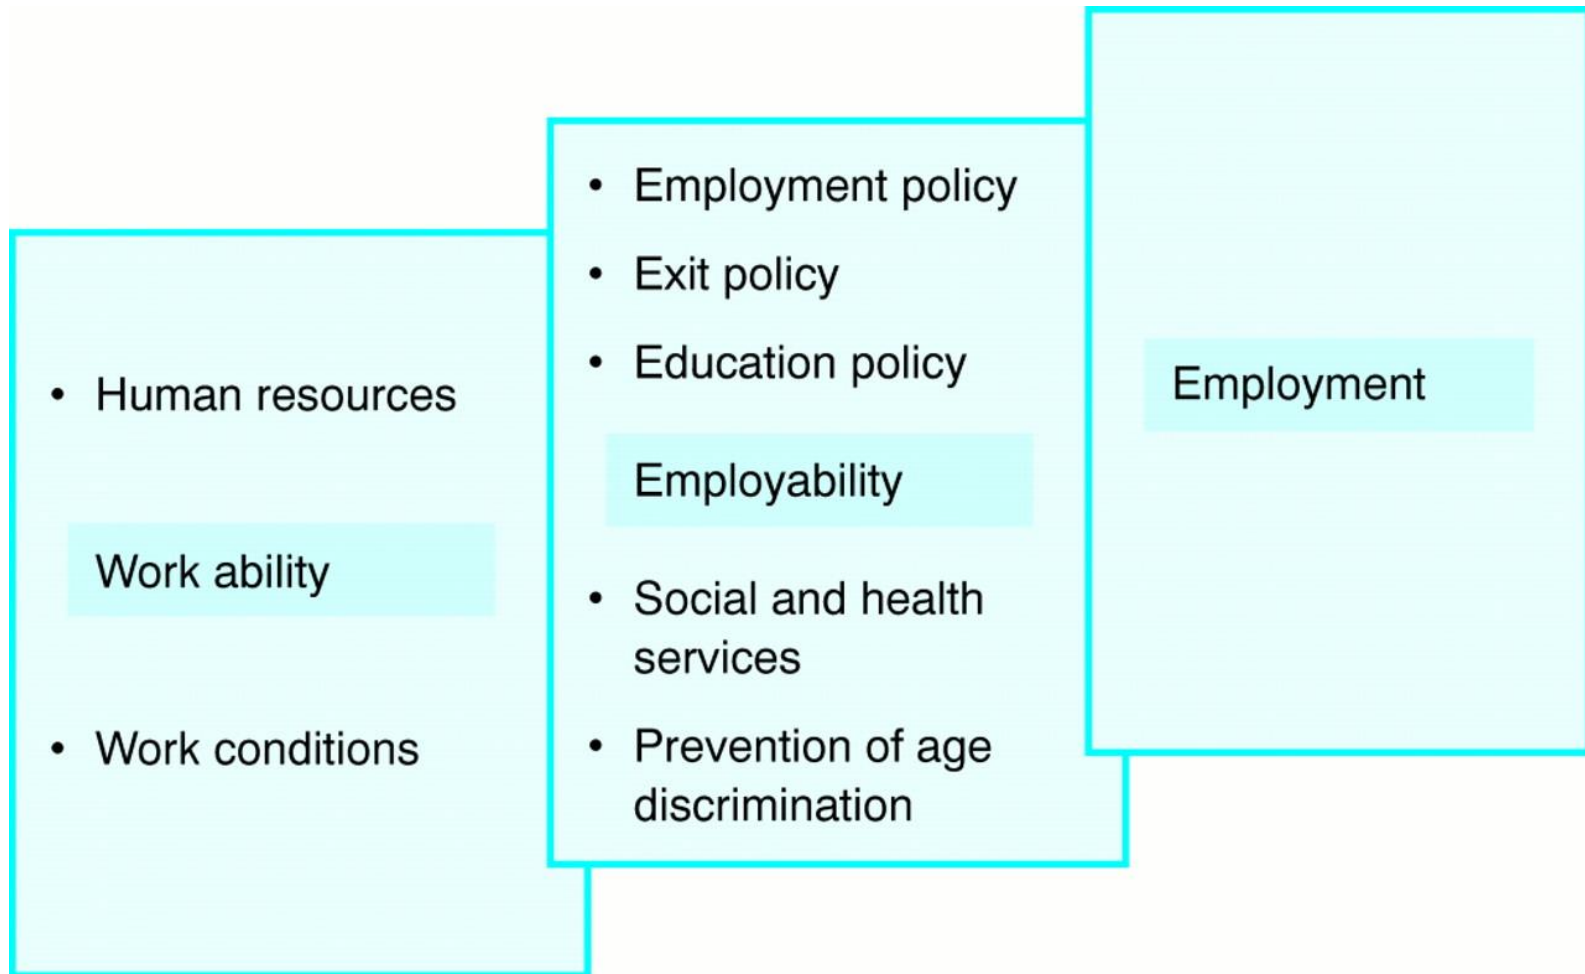 • Human resources
Work ability
• Work conditions
• Employment policy
• Exit policy
• Education policy
Employability
• Social and health
services
• Prevention of age
discrimination
Employment